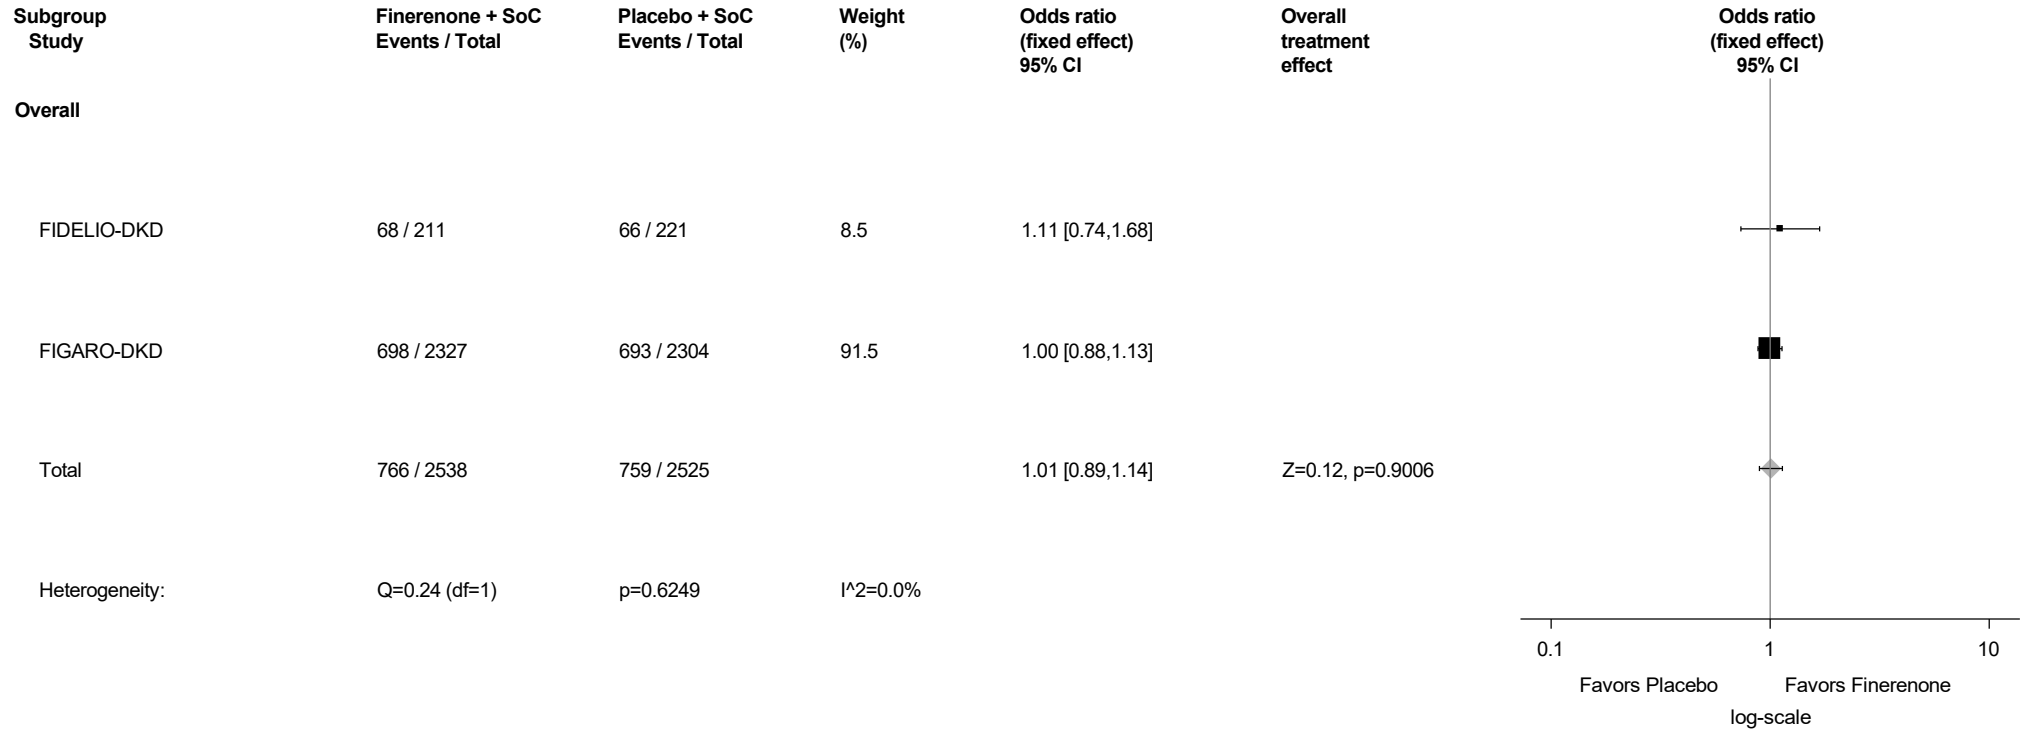 Subgroup Finerenone + SoC Placebo + SoC Weight Odds ratio Overall Odds ratio
Study Events / Total Events / Total (%) (fixed effect) treatment (fixed effect)
95% CI effect 95% CI
Overall
FIDELIO-DKD 68 / 211 66 / 221 8.5 1.11 [0.74,1.68]
FIGARO-DKD 698 / 2327 693 / 2304 91.5 1.00 [0.88,1.13]
Total 766 / 2538 759 / 2525 1.01 [0.89,1.14] Z=0.12, p=0.9006
Heterogeneity: Q=0.24 (df=1) p=0.6249 I^2=0.0%
0.1 1 10
Favors Placebo Favors Finerenone
log-scale